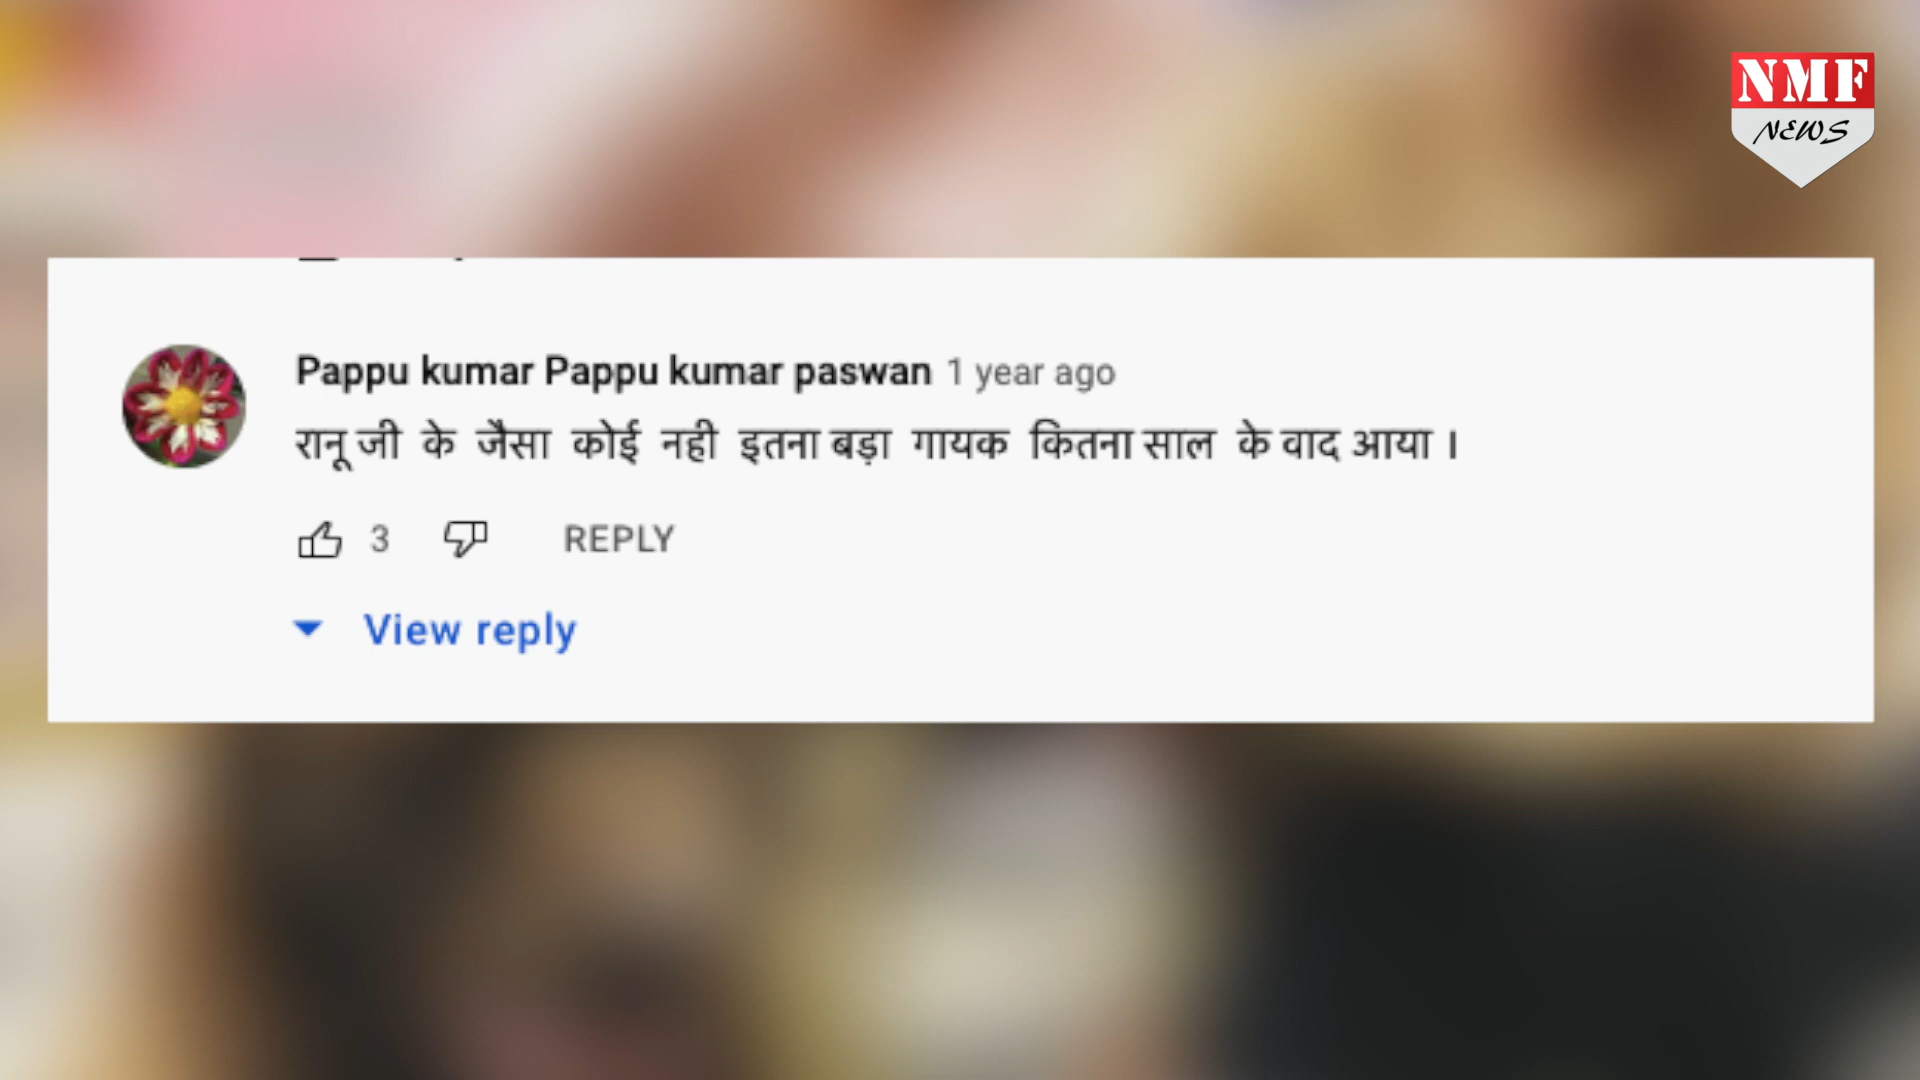 NMF
NEWS
Pappu kumar Pappu kumar paswan 1 year ago
रानू जी के जैसा कोई नही इतना बड़ा गायक कितना साल के वाद आया ।
3 REPLY
View reply